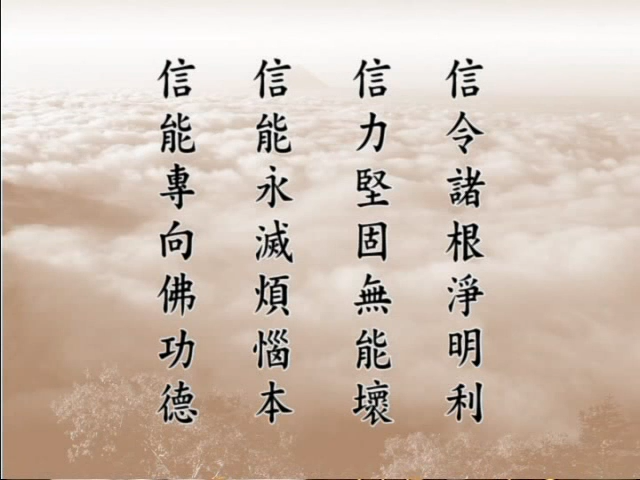 信令諸根淨明利
信力堅固無能壞
信能永滅煩惱本
信能專向佛功德